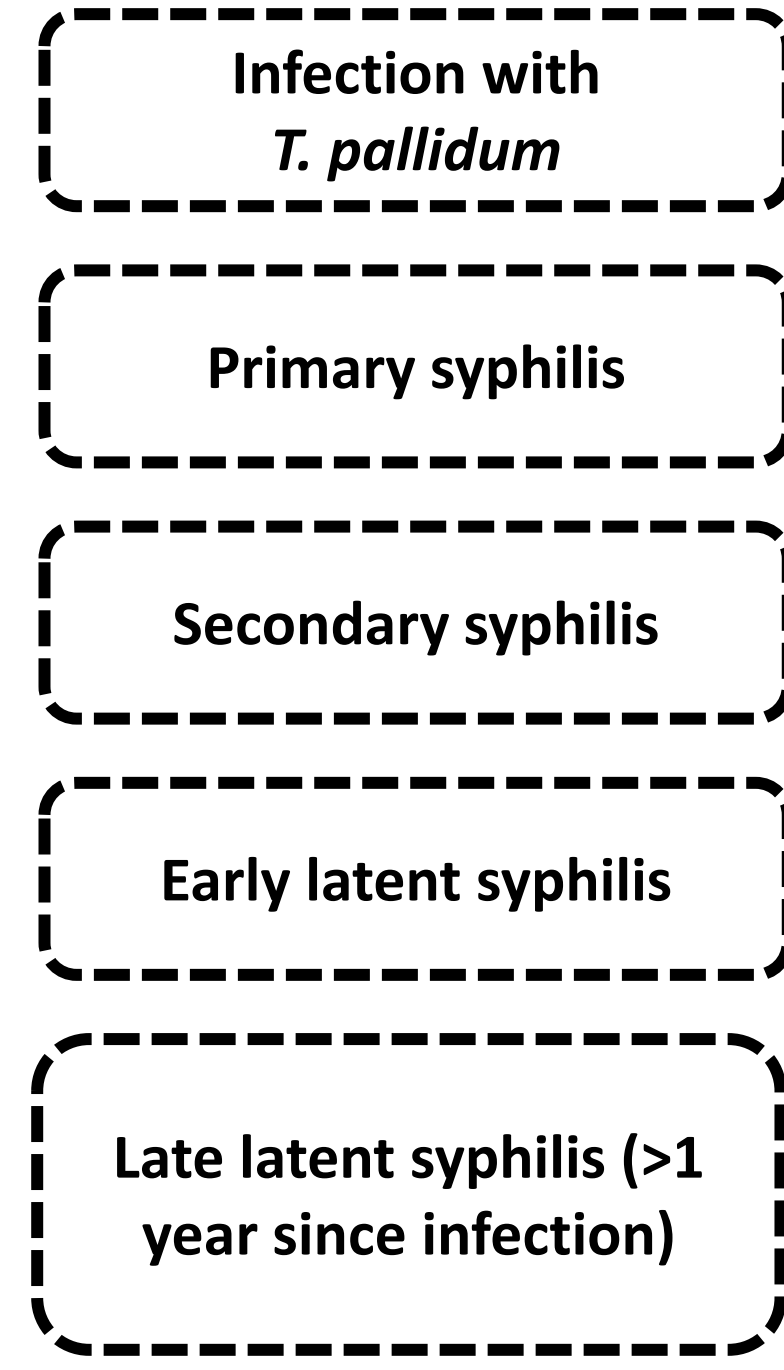 Infection with
T. pallidum
Primary syphilis
Secondary syphilis
Early latent syphilis
Late latent syphilis (>1
year since infection)